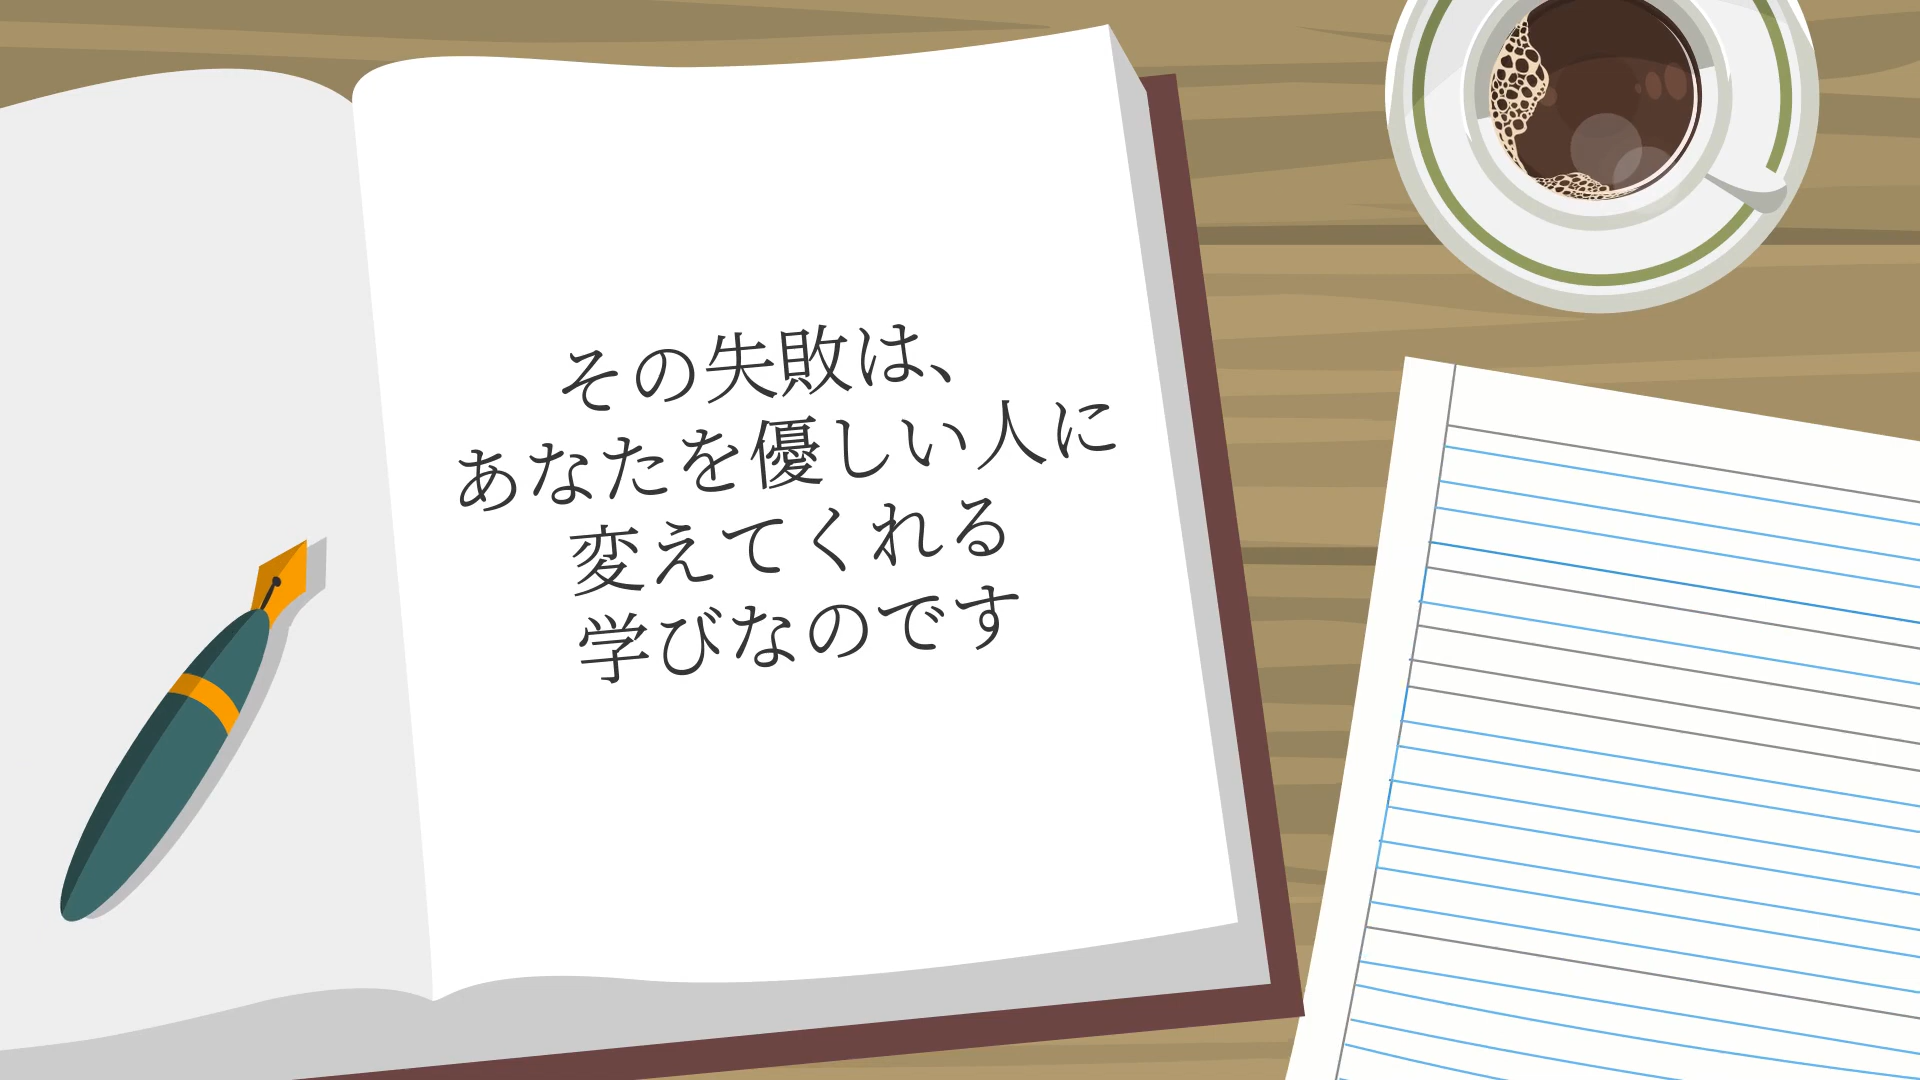 その失敗は、
あなたを優しい人に
変えてくれる
学びなのです